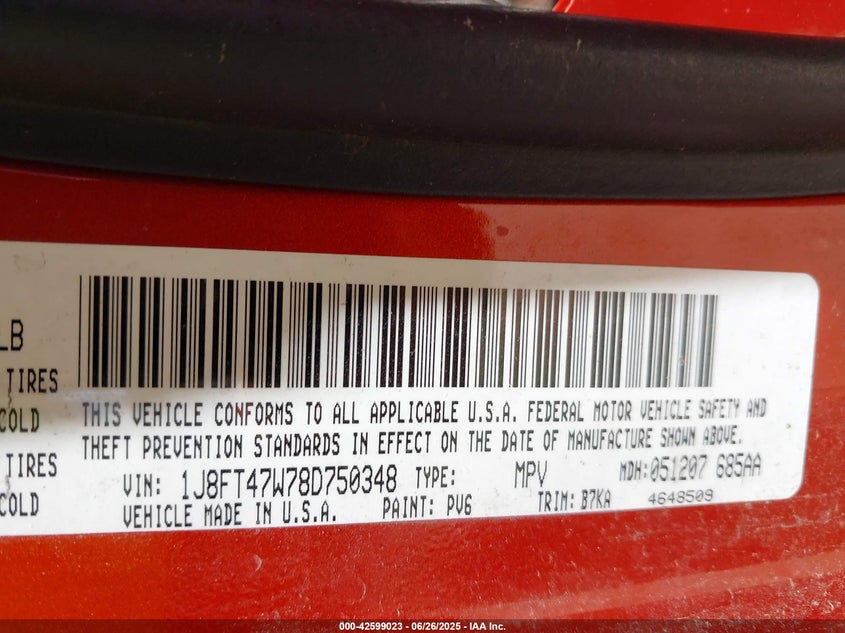 LB
TIRES
COLD
TIRES
COLD
THIS VEHICLE CONFORMS TO ALL APPLICABLE U.S.A. FEDERAL MOTOR VEHICLE SAFETY AND
THEFT PREVENTION STANDARDS IN EFFECT ON THE DATE OF MANUFACTURE SHOWN ABOVE.
VIN: 1J8FT47W78D750348 TYPE: MPV MDH:051207 685AA
VEHICLE MADE IN U.S.A. PAINT: PV6 TRIM: B7KA 4648509
000-42599023 - 06/26/2025 - IAA Inc.